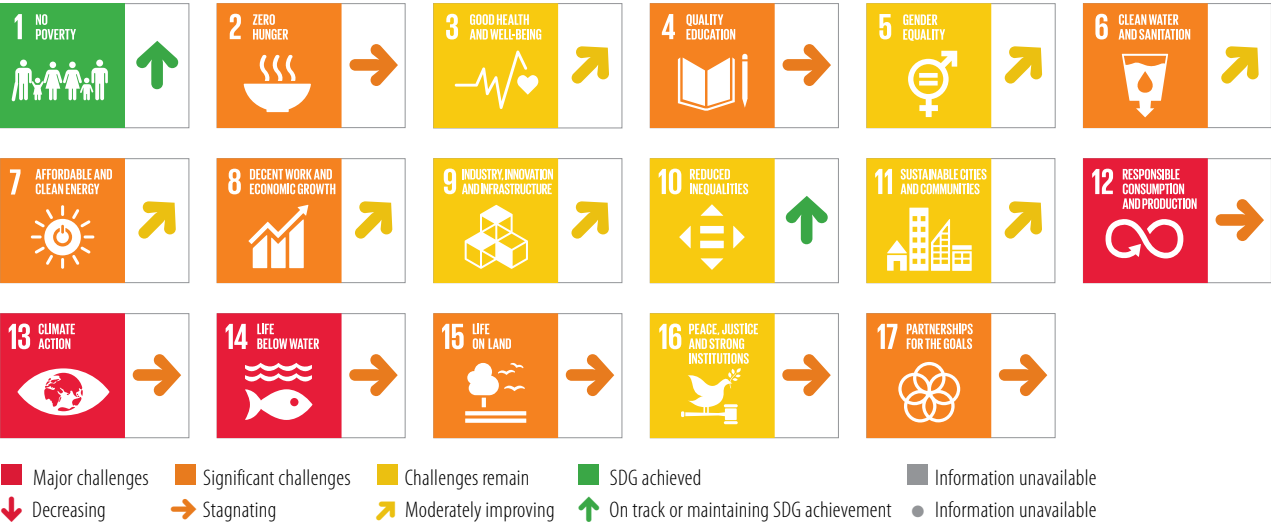 1 NO
POVERTY
2 ZERO
HUNGER
3 GOOD HEALTH
AND WELL-BEING
4 QUALITY
EDUCATION
5 GENDER
EQUALITY
6 CLEAN WATER
AND SANITATION
7 AFFORDABLE AND
CLEAN ENERGY
8 DECENT WORK AND
ECONOMIC GROWTH
9 INDUSTRY, INNOVATION
AND INFRASTRUCTURE
10 REDUCED
INEQUALITIES
11 SUSTAINABLE CITIES
AND COMMUNITIES
12 RESPONSIBLE
CONSUMPTION
AND PRODUCTION
13 CLIMATE
ACTION
14 LIFE
BELOW WATER
15 LIFE
ON LAND
16 PEACE, JUSTICE
AND STRONG
INSTITUTIONS
17 PARTNERSHIPS
FOR THE GOALS
Major challenges Significant challenges Challenges remain SDG achieved Information unavailable
Decreasing Stagnating Moderately improving On track or maintaining SDG achievement Information unavailable